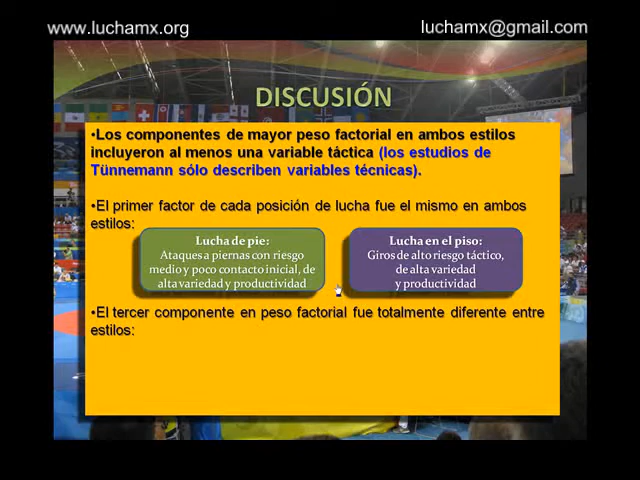 www.luchamx.org
luchamx@gmail.com
DISCUSIÓN
•Los componentes de mayor peso factorial en ambos estilos
incluyeron al menos una variable táctica (los estudios de
Tünnemann sólo describen variables técnicas).
•El primer factor de cada posición de lucha fue el mismo en ambos
estilos:
Lucha de pie:
Ataques a piernas con riesgo
medio y poco contacto inicial, de
alta variedad y productividad
Lucha en el piso:
Giros de alto riesgo táctico,
de alta variedad
y productividad
•El tercer componente en peso factorial fue totalmente diferente entre
estilos: